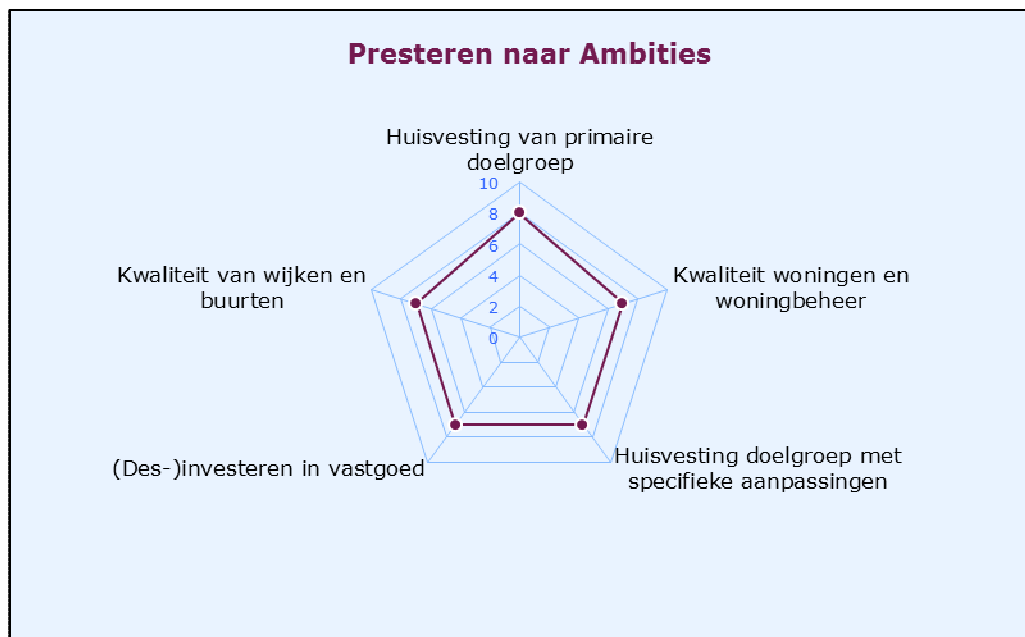 Presteren naar Ambities
Huisvesting van primaire
doelgroep
10
8
6
4
2
0
Kwaliteit van wijken en
buurten
Kwaliteit woningen en
woningbeheer
(Des-)investeren in vastgoed
Huisvesting doelgroep met
specifieke aanpassingen